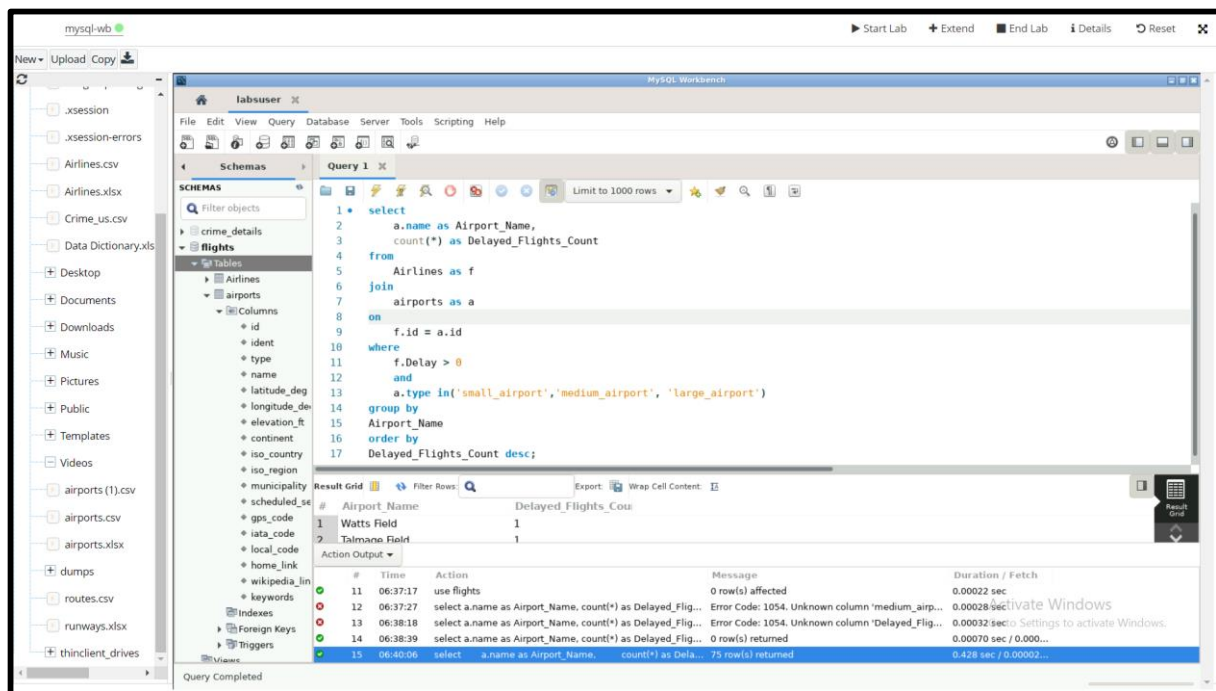 mysql-wb
Start Lab
Extend
End Lab
Details
Reset
New
Upload
Copy
.xsession
.xsession-errors
Airlines.csv
Airlines.xlsx
Crime_us.csv
Data Dictionary.xls
Desktop
Documents
Downloads
Music
Pictures
Public
Templates
Videos
airports (1).csv
airports.csv
airports.xlsx
dumps
routes.csv
runways.xlsx
thinclient_drives
MySQL Workbench
labsuser
File Edit View Query Database Server Tools Scripting Help
Schemas
SCHEMAS
Filter objects
crime_details
flights
Tables
Airlines
airports
Columns
id
ident
type
name
latitude_deg
longitude_de
elevation_ft
continent
iso_country
iso_region
municipality
scheduled_se
gps_code
iata_code
local_code
home_link
wikipedia_lin
keywords
Indexes
Foreign Keys
Triggers
Views
Query 1
Limit to 1000 rows
1 select
2 a.name as Airport_Name,
3 count(*) as Delayed_Flights_Count
4 from
5 Airlines as f
6 join
7 airports as a
8 on
9 f.id = a.id
10 where
11 f.Delay > 0
12 and
13 a.type in('small_airport','medium_airport', 'large_airport')
14 group by
15 Airport_Name
16 order by
17 Delayed_Flights_Count desc;
Result Grid Filter Rows: Export: Wrap Cell Content:
# Airport_Name Delayed_Flights_Cou
1 Watts Field 1
2 Talmage Field 1
Result Grid
Action Output
# Time Action Message Duration / Fetch
11 06:37:17 use flights 0 row(s) affected 0.00022 sec
12 06:37:27 select a.name as Airport_Name, count(*) as Delayed_Flig... Error Code: 1054. Unknown column 'medium_airp... 0.00028 sec
13 06:38:18 select a.name as Airport_Name, count(*) as Delayed_Flig... Error Code: 1054. Unknown column 'Delayed_Flig... 0.00032 sec
14 06:38:39 select a.name as Airport_Name, count(*) as Delayed_Flig... 0 row(s) returned 0.00070 sec / 0.000...
15 06:40:06 select a.name as Airport_Name, count(*) as Dela... 75 row(s) returned 0.428 sec / 0.00002...
Activate Windows
to Settings to activate Windows.
Query Completed